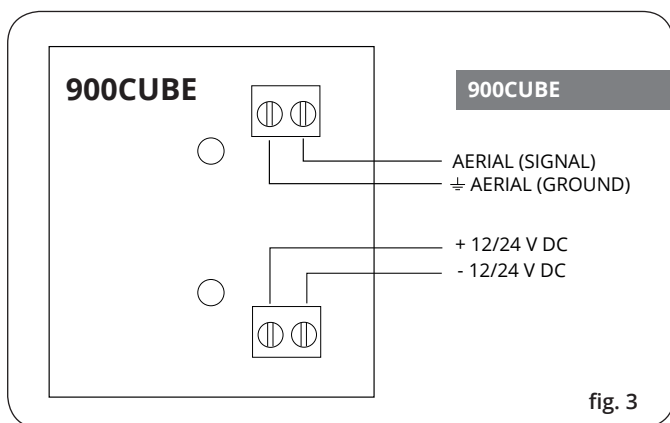 900CUBE
900CUBE
AERIAL (SIGNAL)
⏚ AERIAL (GROUND)
+ 12/24 V DC
- 12/24 V DC
fig. 3